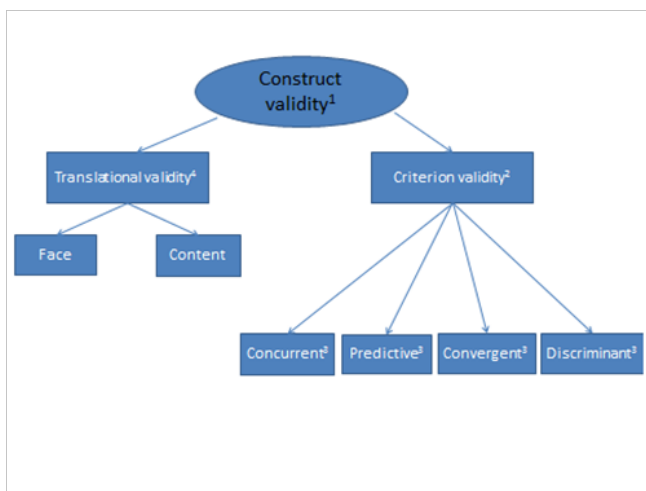 Construct
validity¹
Translational validity⁴
Criterion validity²
Face
Content
Concurrent³
Predictive³
Convergent³
Discriminant³